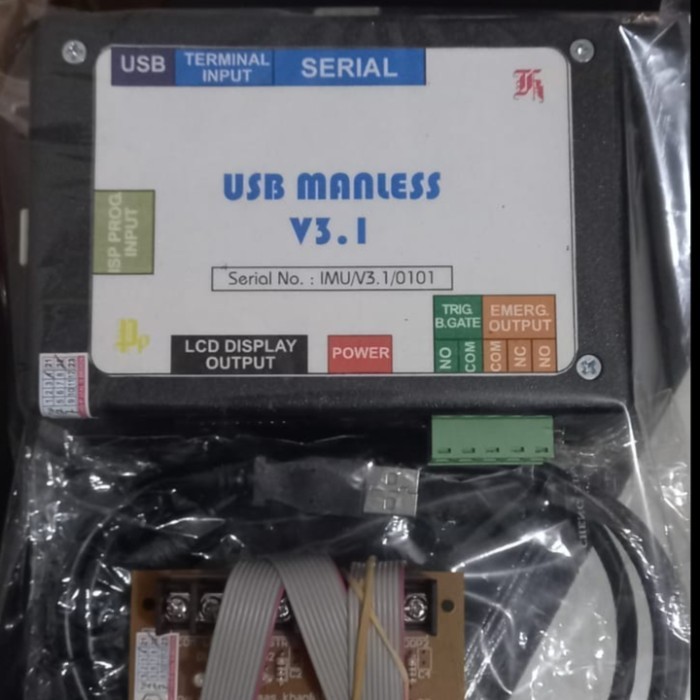 USB
TERMINAL
INPUT
SERIAL
USB MANLESS
V3.1
ISP PROG.
INPUT
Serial No. : IMU/V3.1/0101
TRIG.
B.GATE
EMERG.
OUTPUT
NO
COM
COM
NC
NO
LCD DISPLAY
OUTPUT
POWER